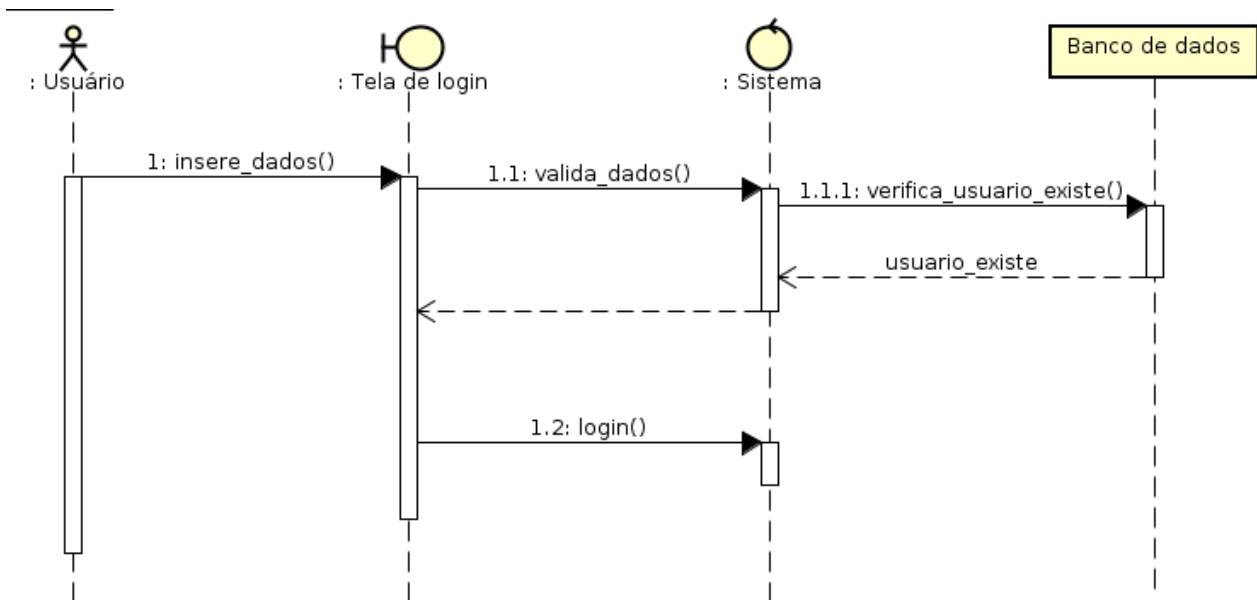 : Usuário
: Tela de login
: Sistema
Banco de dados
1: insere_dados()
1.1: valida_dados()
1.1.1: verifica_usuario_existe()
usuario_existe
1.2: login()